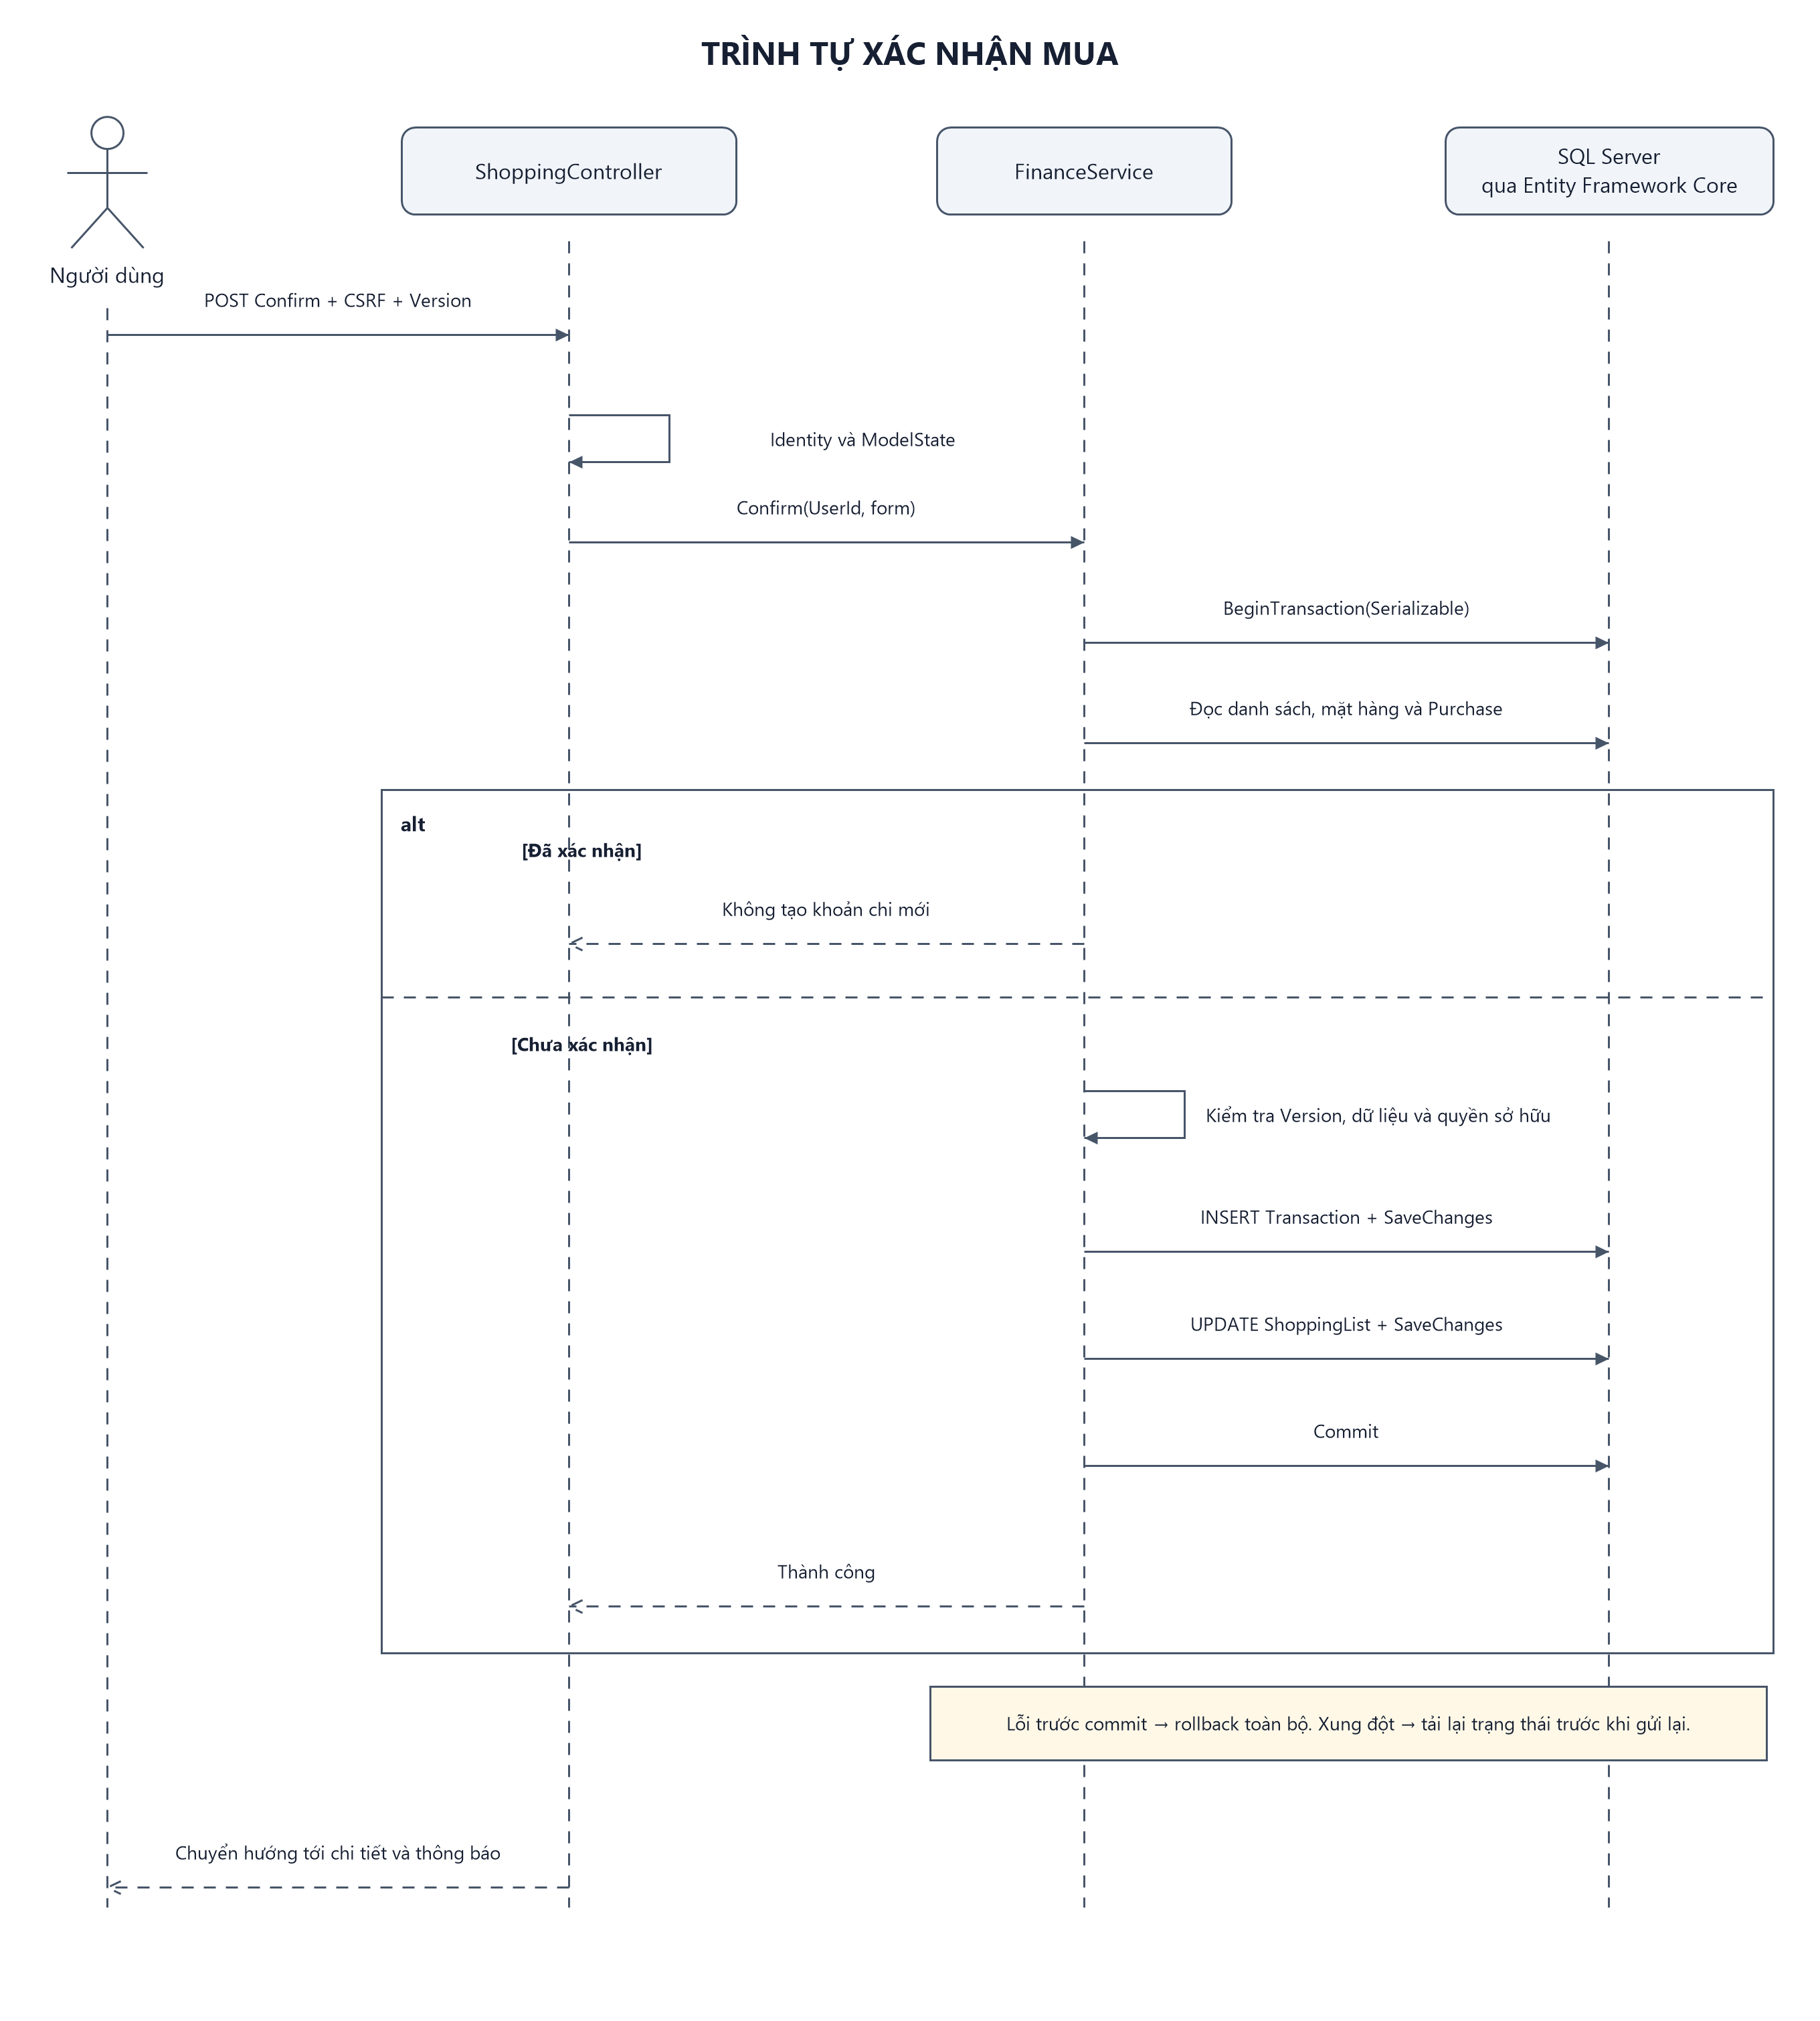 TRÌNH TỰ XÁC NHẬN MUA
Người dùng
ShoppingController
FinanceService
SQL Server
qua Entity Framework Core
POST Confirm + CSRF + Version
Identity và ModelState
Confirm(UserId, form)
BeginTransaction(Serializable)
Đọc danh sách, mặt hàng và Purchase
alt
[Đã xác nhận]
Không tạo khoản chi mới
[Chưa xác nhận]
Kiểm tra Version, dữ liệu và quyền sở hữu
INSERT Transaction + SaveChanges
UPDATE ShoppingList + SaveChanges
Commit
Thành công
Lỗi trước commit → rollback toàn bộ. Xung đột → tải lại trạng thái trước khi gửi lại.
Chuyển hướng tới chi tiết và thông báo